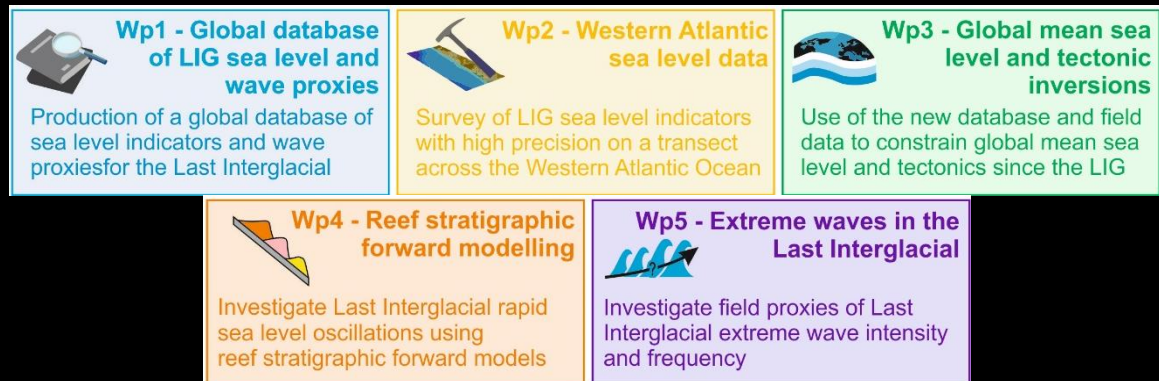 Wp1 - Global database
of LIG sea level and
wave proxies
Production of a global database of
sea level indicators and wave
proxiesfor the Last Interglacial
Wp2 - Western Atlantic
sea level data
Survey of LIG sea level indicators
with high precision on a transect
across the Western Atlantic Ocean
Wp3 - Global mean sea
level and tectonic
inversions
Use of the new database and field
data to constrain global mean sea
level and tectonics since the LIG
Wp4 - Reef stratigraphic
forward modelling
Investigate Last Interglacial rapid
sea level oscillations using
reef stratigraphic forward models
Wp5 - Extreme waves in the
Last Interglacial
?
Investigate field proxies of Last
Interglacial extreme wave intensity
and frequency